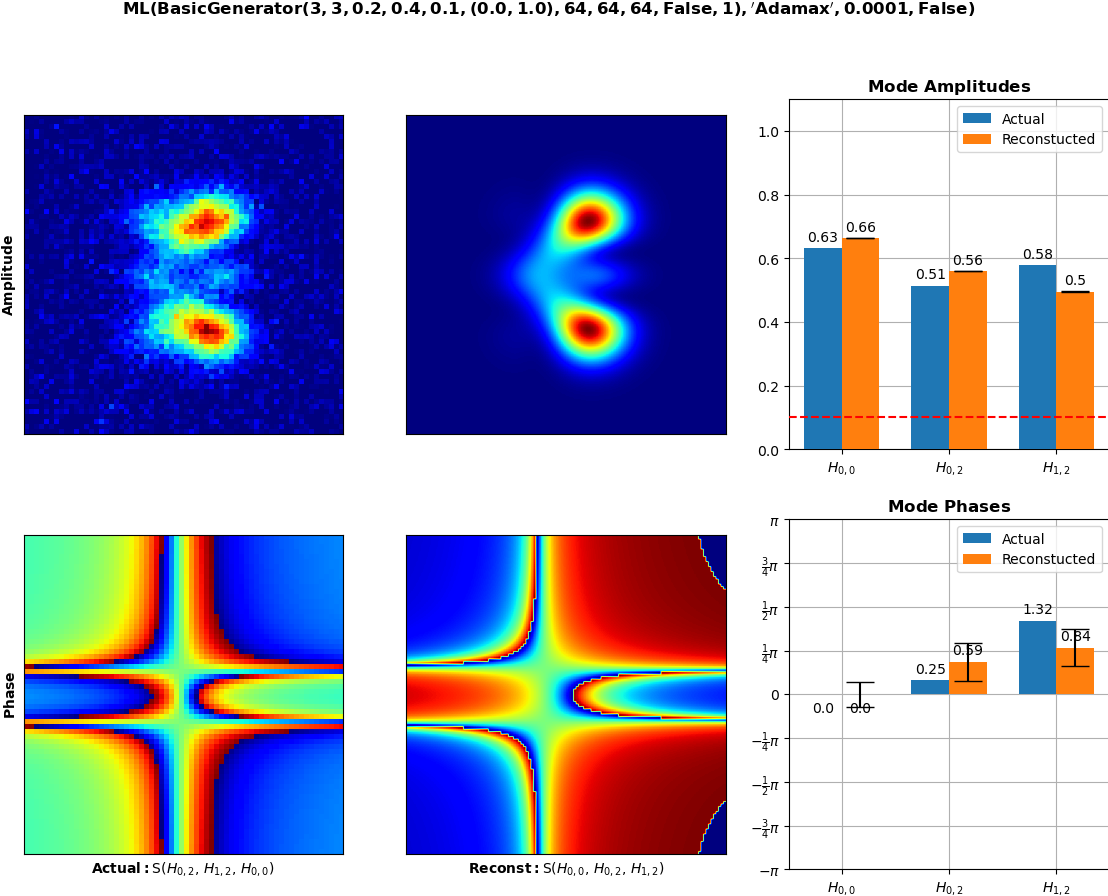 ML(BasicGenerator(3, 3, 0.2, 0.4, 0.1, (0.0, 1.0), 64, 64, 64, False, 1), 'Adamax', 0.0001, False)
Amplitude
Mode Amplitudes
Actual
Reconstucted
1.0
0.8
0.6
0.4
0.2
0.0
0.63
0.66
0.51
0.56
0.58
0.5
H0,0
H0,2
H1,2
Phase
Actual: S(H0,2, H1,2, H0,0)
Reconst: S(H0,0, H0,2, H1,2)
Mode Phases
Actual
Reconstucted
π
3/4π
1/2π
1/4π
0
−1/4π
−1/2π
−3/4π
−π
0.0
0.0
0.25
0.59
1.32
0.84
H0,0
H0,2
H1,2